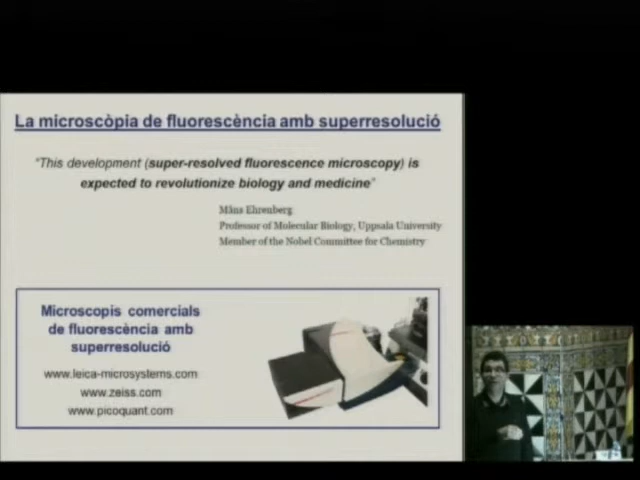 La microscòpia de fluorescència amb superresolució
"This development (super-resolved fluorescence microscopy) is
expected to revolutionize biology and medicine"
Måns Ehrenberg
Professor of Molecular Biology, Uppsala University
Member of the Nobel Committee for Chemistry
Microscopis comercials
de fluorescència amb
superresolució
www.leica-microsystems.com
www.zeiss.com
www.picoquant.com